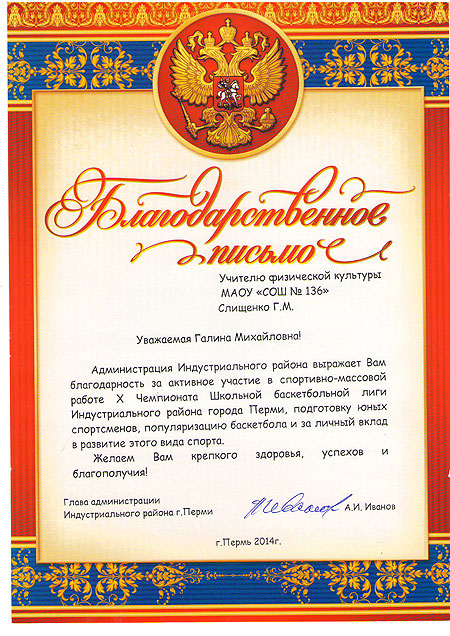 Благодарственное
письмо
Учителю физической культуры
МАОУ «СОШ № 136»
Слищенко Г.М.
Уважаемая Галина Михайловна!
Администрация Индустриального района выражает Вам
благодарность за активное участие в спортивно-массовой
работе X Чемпионата Школьной баскетбольной лиги
Индустриального района города Перми, подготовку юных
спортсменов, популяризацию баскетбола и за личный вклад
в развитие этого вида спорта.
Желаем Вам крепкого здоровья, успехов и
благополучия!
Глава администрации
Индустриального района г.Перми А.И. Иванов
г.Пермь 2014г.